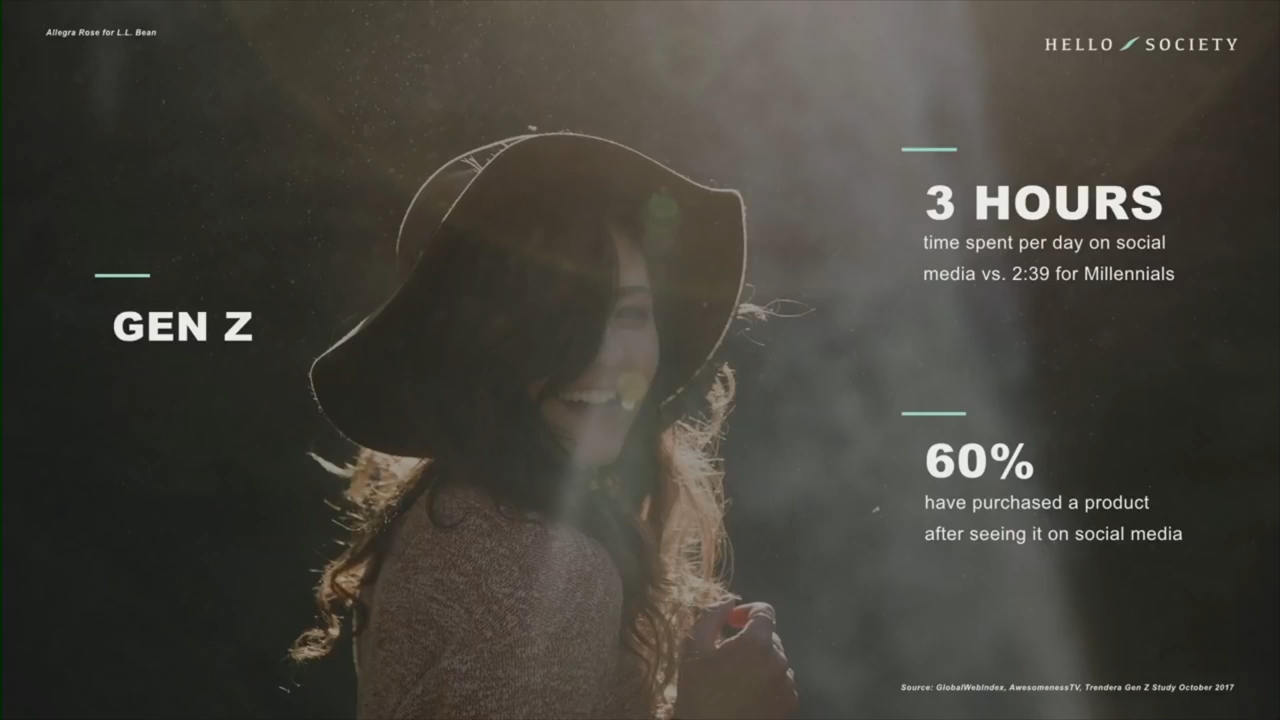 Allegra Rose for L.L. Bean
HELLO SOCIETY
GEN Z
3 HOURS
time spent per day on social
media vs. 2:39 for Millennials
60%
have purchased a product
after seeing it on social media
Source: GlobalWebIndex, AwesomenessTV, Trendera Gen Z Study October 2017